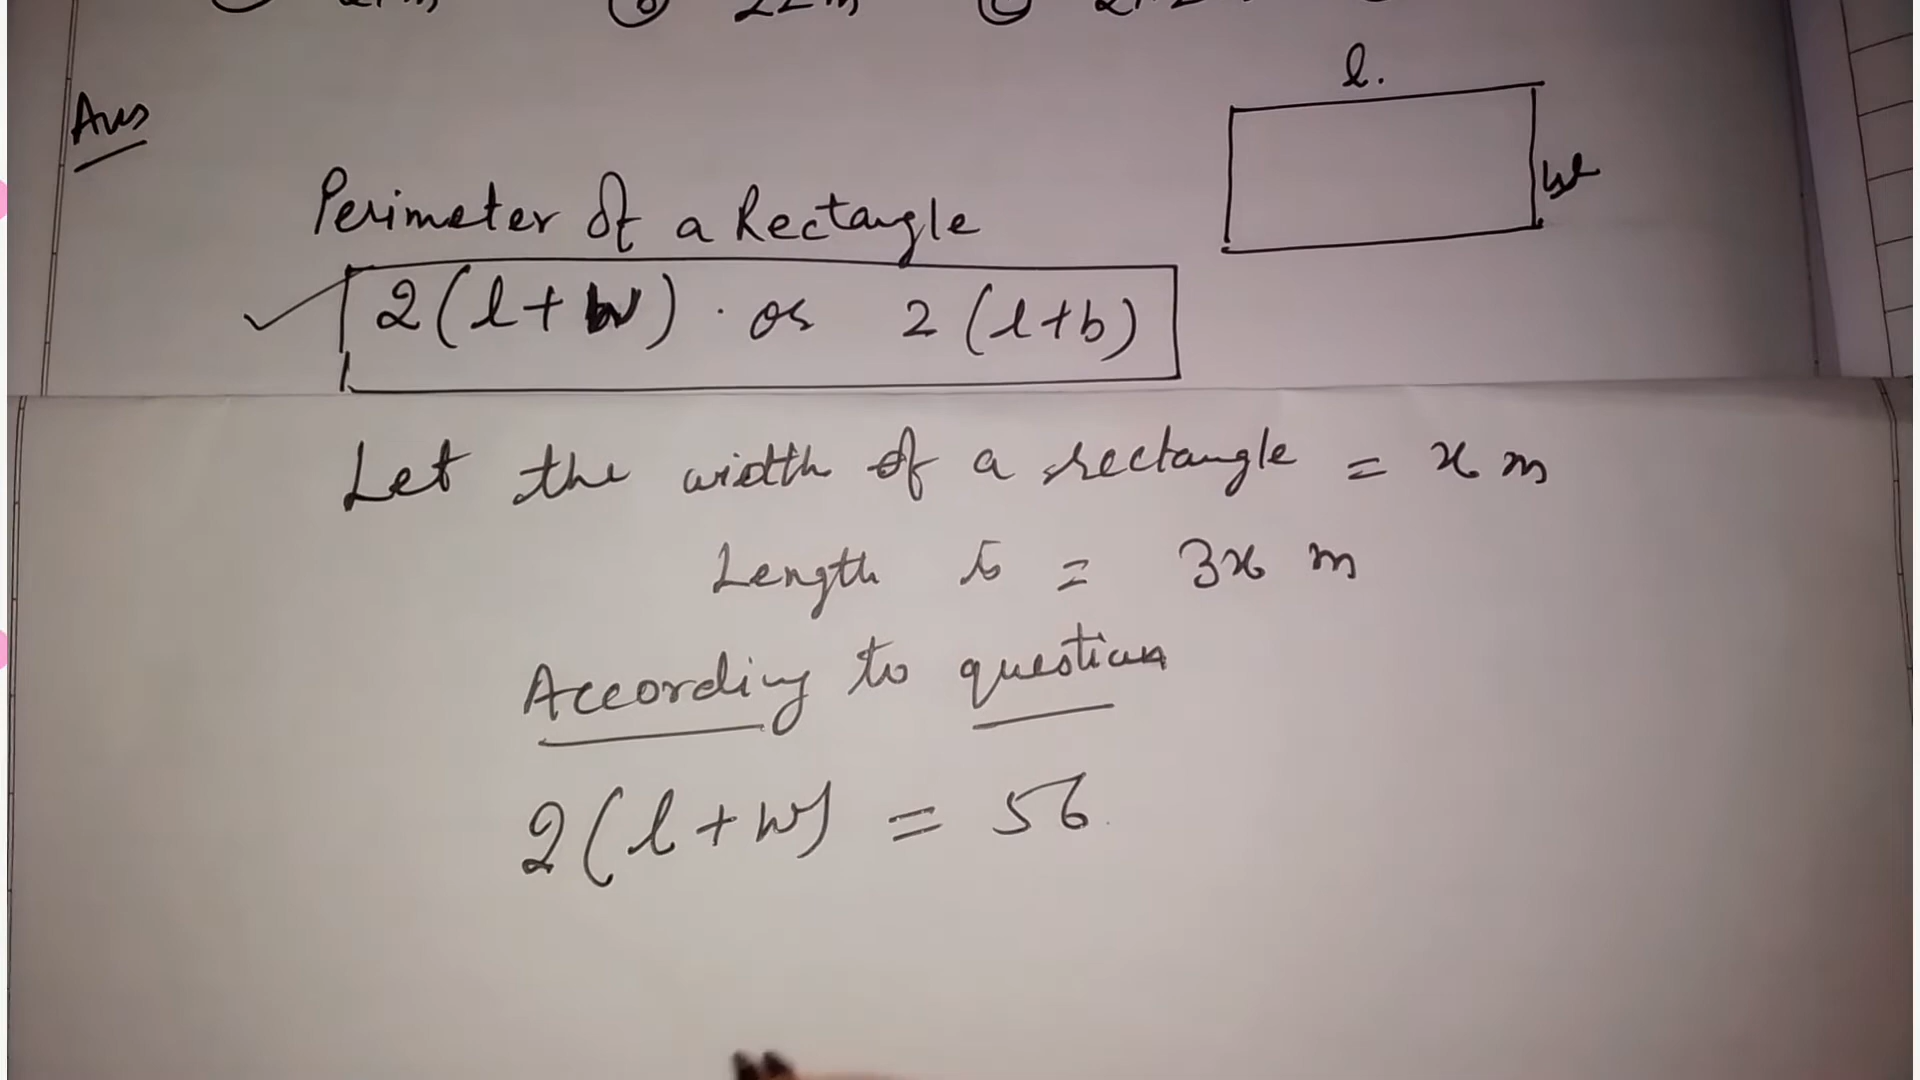 l.
Ans
w
Perimeter of a Rectangle
2(l+w) . or 2(l+b)
Let the width of a rectangle = x m
Length is = 3x m
According to question
2(l+w) = 56